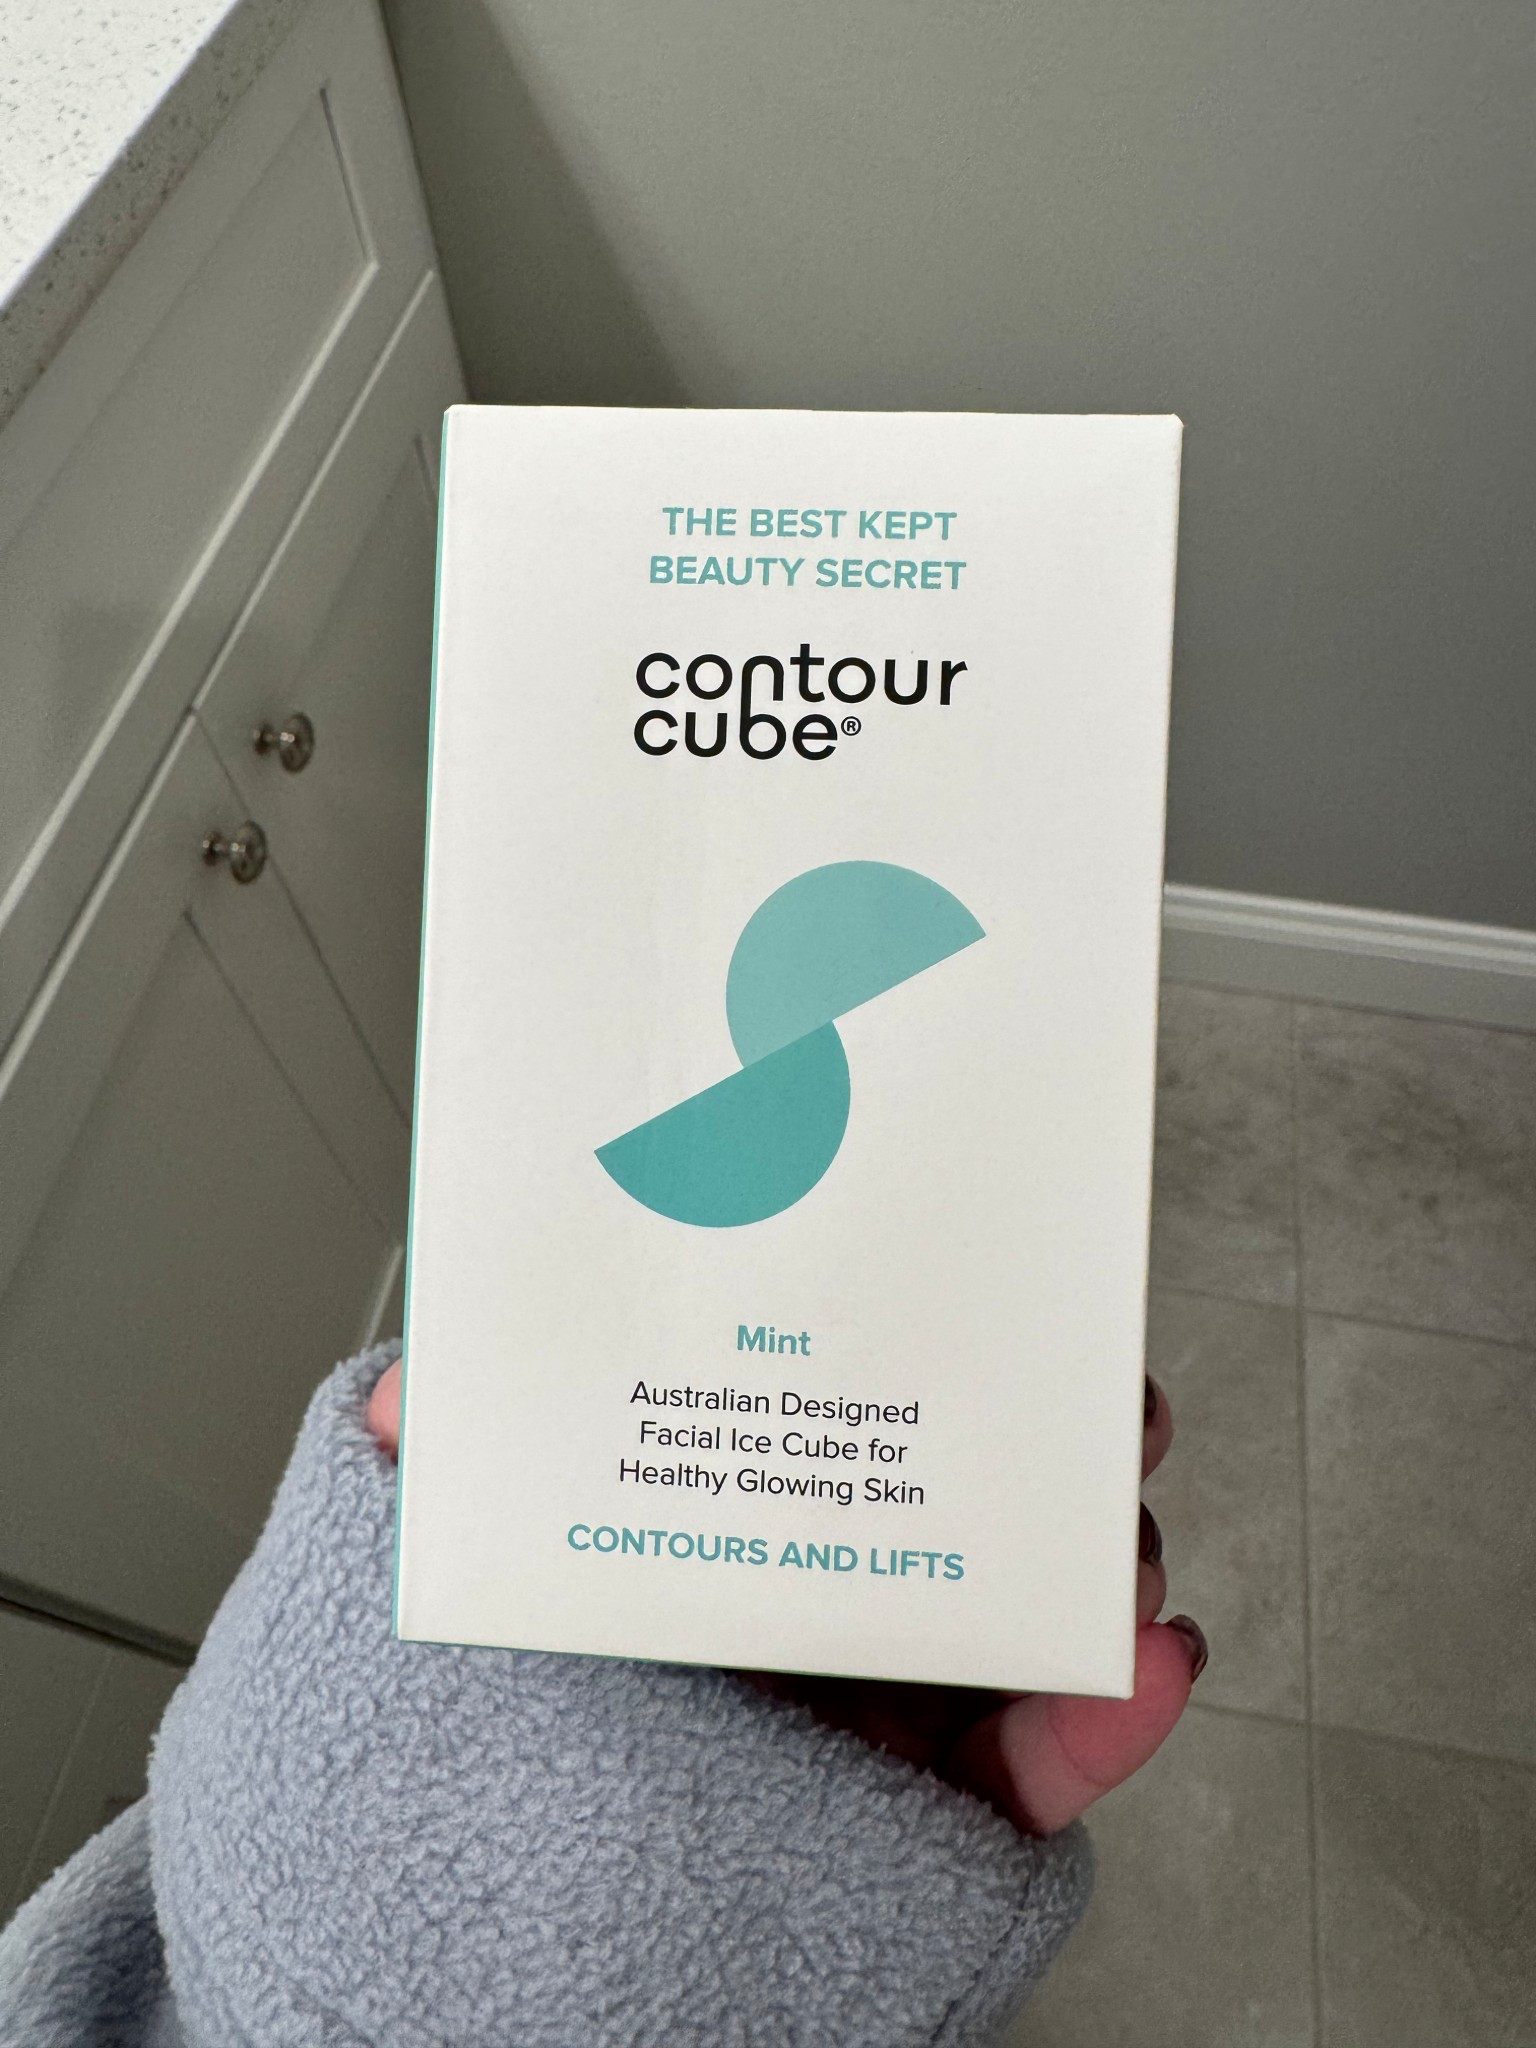 THE BEST KEPT
BEAUTY SECRET
contour
cube®
Mint
Australian Designed
Facial Ice Cube for
Healthy Glowing Skin
CONTOURS AND LIFTS